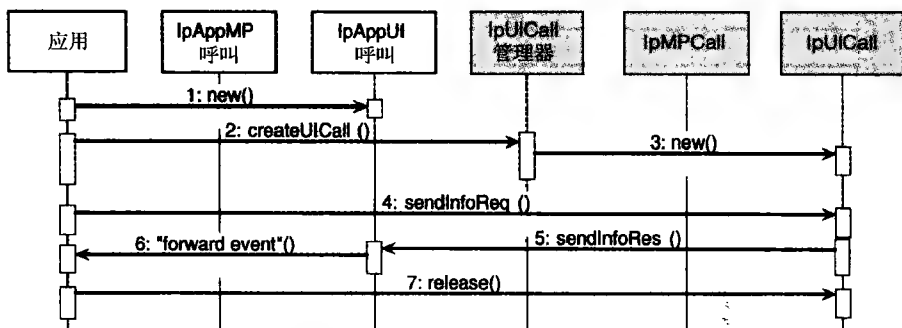 应用
IpAppMP
呼叫
IpAppUI
呼叫
IpUICall
管理器
IpMPCall
IpUICall
1: new()
2: createUICall ()
3: new()
4: sendInfoReq ()
5: sendInfoRes ()
6: "forward event"()
7: release()